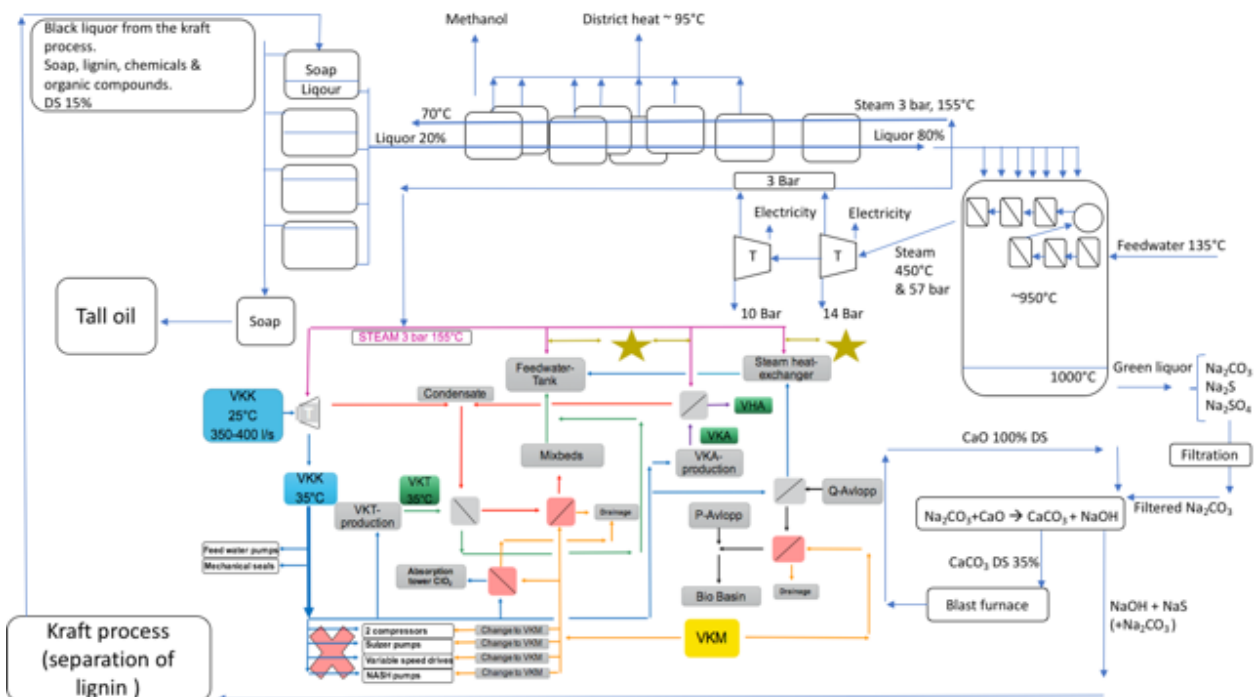 Black liquor from the kraft
process.
Soap, lignin, chemicals &
organic compounds.
DS 15%
Soap
Liqour
Methanol
District heat ~ 95°C
70°C
Steam 3 bar, 155°C
Liquor 20%
Liquor 80%
3 Bar
Electricity
Electricity
T
T
Steam
450°C
& 57 bar
10 Bar
14 Bar
Feedwater 135°C
~950°C
1000°C
Green liquor
Na₂CO₃
Na₂S
Na₂SO₄
Tall oil
Soap
STEAM 3 bar 155°C
Feedwater-
Tank
Steam heat-
exchanger
VKK
25°C
350-400 l/s
T
Condensate
VHA
VKA
Mixbeds
VKA-
production
VKK
35°C
VKT-
production
VKT
35°C
Drainage
Q-Avlopp
P-Avlopp
Feed water pumps
Mechanical seals
Absorption
tower ClO₂
Bio Basin
Drainage
2 compressors
Change to VKM
Sulzer pumps
Change to VKM
Variable speed drives
Change to VKM
NASH pumps
Change to VKM
VKM
CaO 100% DS
Filtration
Filtered Na₂CO₃
Na₂CO₃+CaO → CaCO₃ + NaOH
CaCO₃ DS 35%
Blast furnace
NaOH + NaS
(+Na₂CO₃ )
Kraft process
(separation of
lignin )